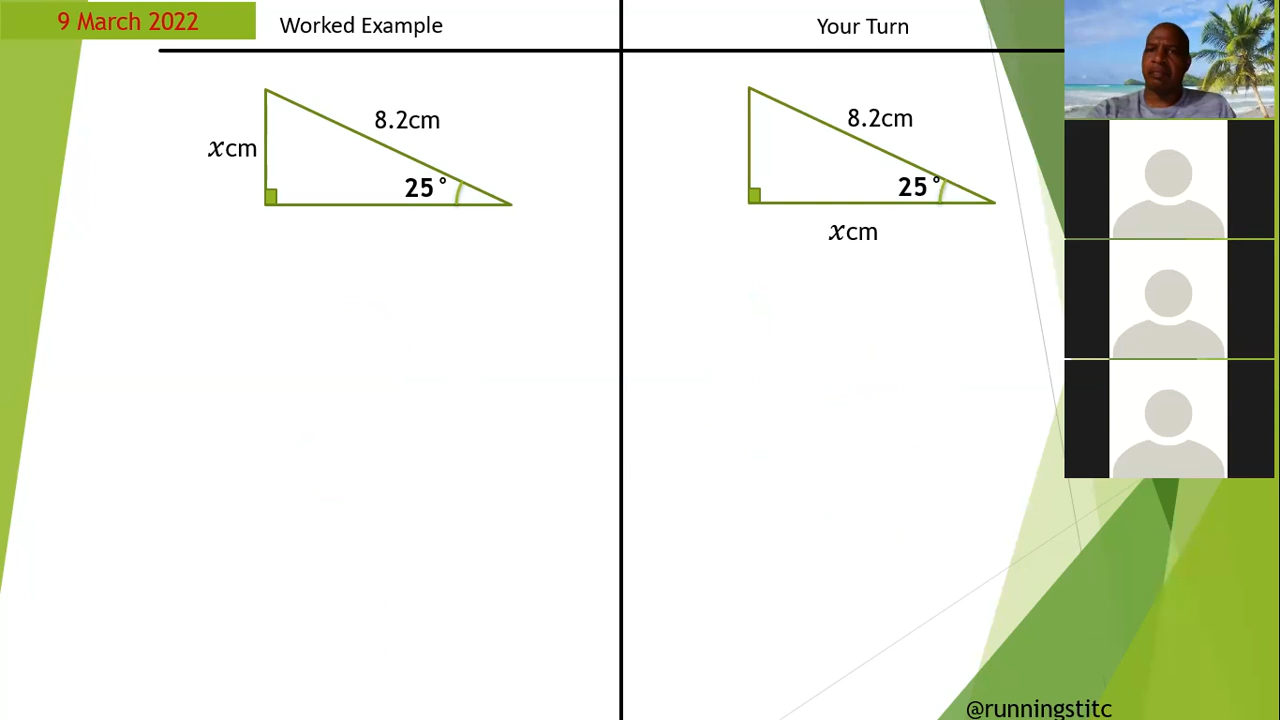 9 March 2022
Worked Example
Your Turn
8.2cm
xcm
25°
8.2cm
25°
xcm
@runningstitc